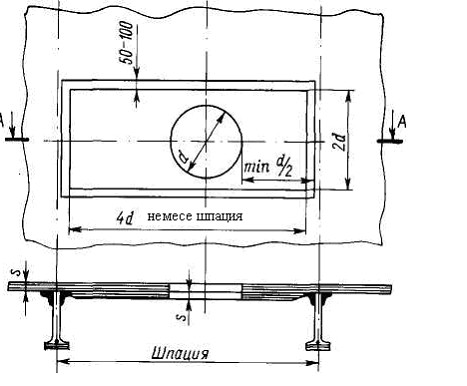 50-100
A
A
d
2d
min d/2
4d немесе шпация
s
s
Шпация